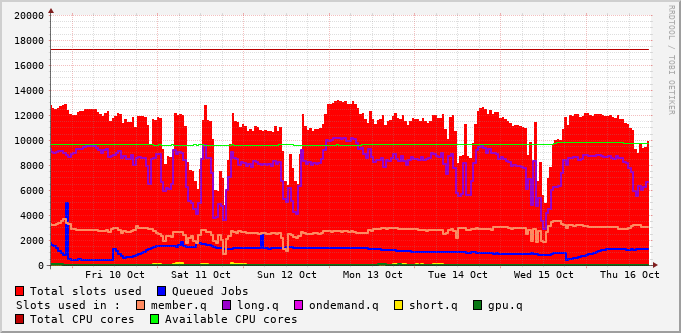 RRDTOOL / TOBI OETIKER
20000
18000
16000
14000
12000
10000
8000
6000
4000
2000
0
Fri 10 Oct Sat 11 Oct Sun 12 Oct Mon 13 Oct Tue 14 Oct Wed 15 Oct Thu 16 Oct
Total slots used Queued Jobs
Slots used in : member.q long.q ondemand.q short.q gpu.q
Total CPU cores Available CPU cores